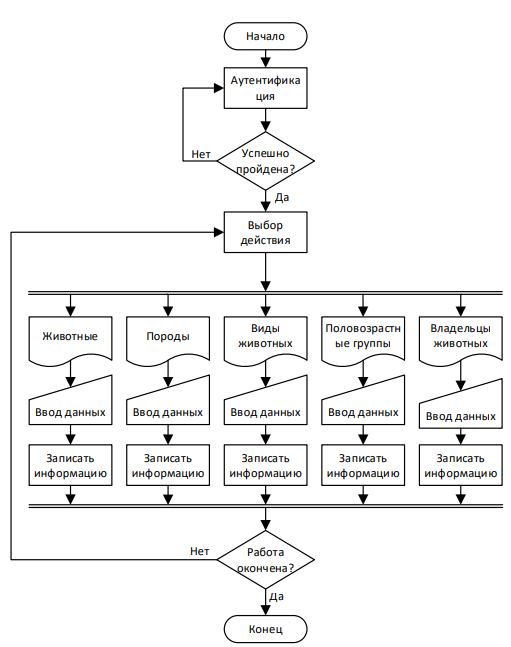 Начало
Аутентифика
ция
Успешно
пройдена?
Нет
Да
Выбор
действия
Животные
Породы
Виды
животных
Половозрастн
ые группы
Владельцы
животных
Ввод данных
Ввод данных
Ввод данных
Ввод данных
Ввод данных
Записать
информацию
Записать
информацию
Записать
информацию
Записать
информацию
Записать
информацию
Нет
Работа
окончена?
Да
Конец